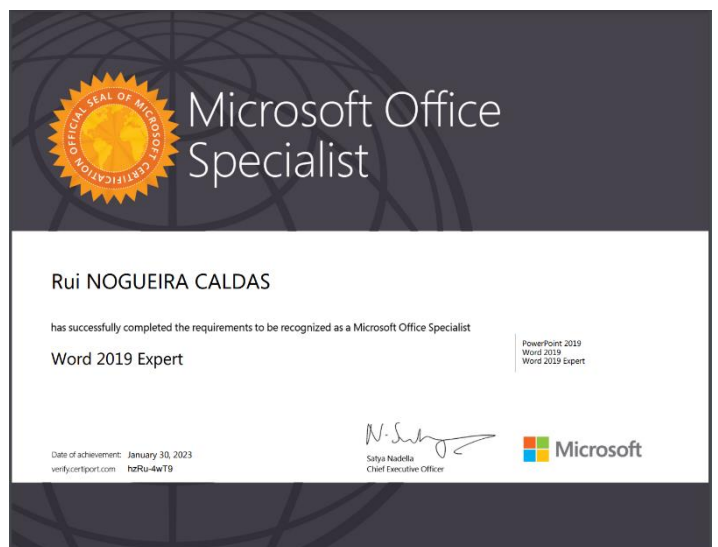 OFFICIAL SEAL OF MICROSOFT CERTIFICATION
Microsoft Office
Specialist
Rui NOGUEIRA CALDAS
has successfully completed the requirements to be recognized as a Microsoft Office Specialist
Word 2019 Expert
PowerPoint 2019
Word 2019
Word 2019 Expert
Date of achievement: January 30, 2023
verify.certiport.com hzRu-4wT9
Satya Nadella
Chief Executive Officer
Microsoft